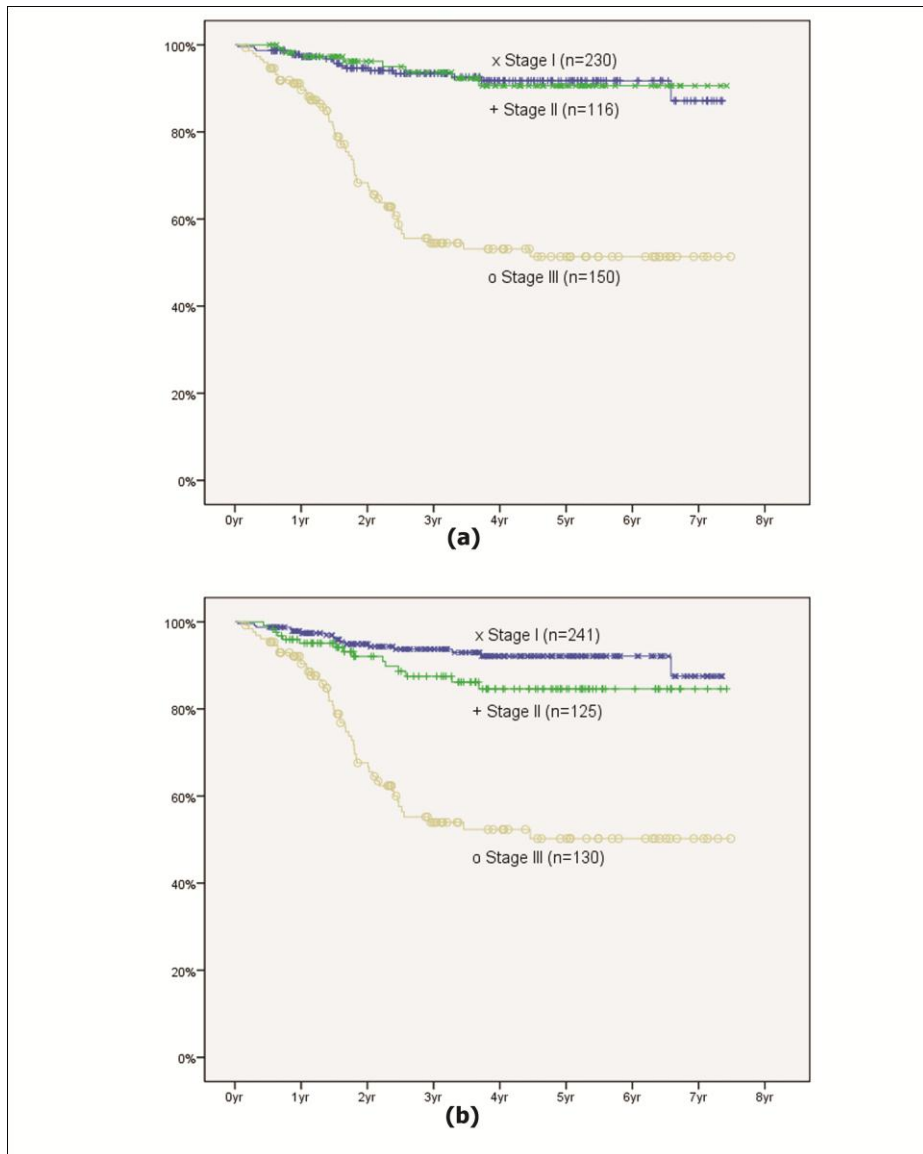 100%
x Stage I (n=230)
+ Stage II (n=116)
80%
60%
o Stage III (n=150)
40%
20%
0%
0yr 1yr 2yr 3yr 4yr 5yr 6yr 7yr 8yr
(a)
100%
x Stage I (n=241)
+ Stage II (n=125)
80%
60%
o Stage III (n=130)
40%
20%
0%
0yr 1yr 2yr 3yr 4yr 5yr 6yr 7yr 8yr
(b)